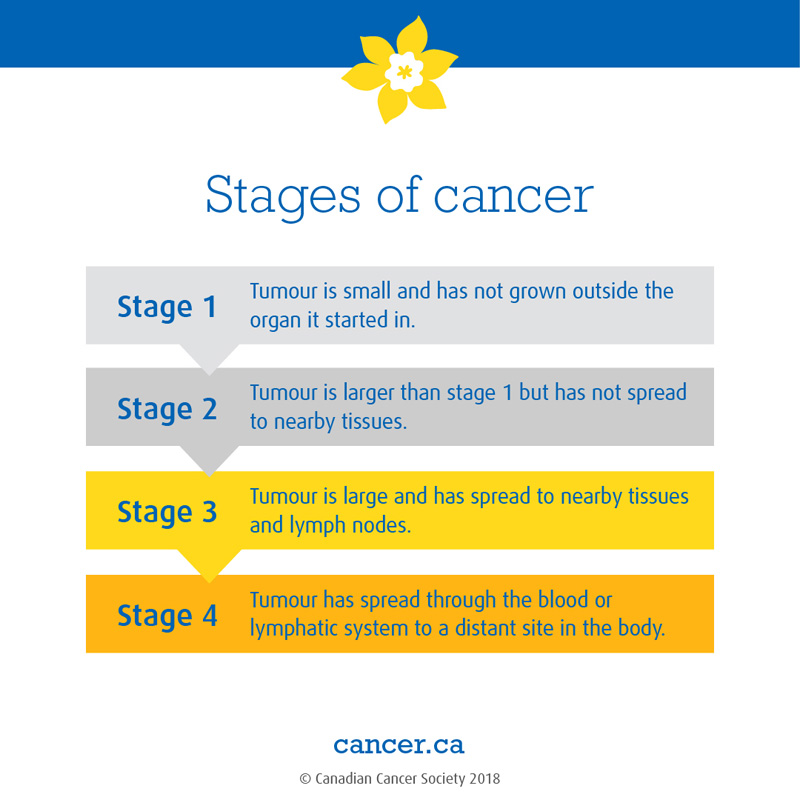 Stages of cancer
Stage 1
Tumour is small and has not grown outside the
organ it started in.
Stage 2
Tumour is larger than stage 1 but has not spread
to nearby tissues.
Stage 3
Tumour is large and has spread to nearby tissues
and lymph nodes.
Stage 4
Tumour has spread through the blood or
lymphatic system to a distant site in the body.
cancer.ca
© Canadian Cancer Society 2018